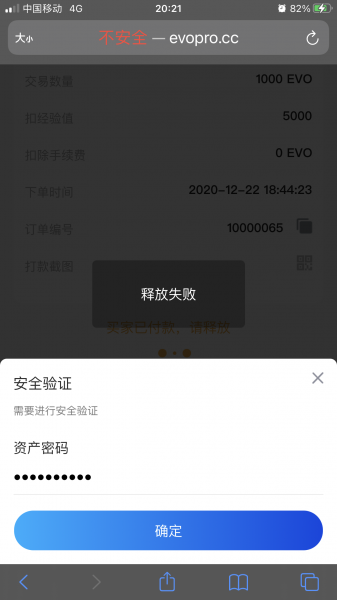 中国移动 4G 20:21 82%
大小 不安全 — evopro.cc
交易数量 1000 EVO
扣经验值 5000
扣除手续费 0 EVO
下单时间 2020-12-22 18:44:23
订单编号 10000065
打款截图
释放失败
卖家已付款，请释放
安全验证
需要进行安全验证
资产密码
●●●●●●●●●●
确定